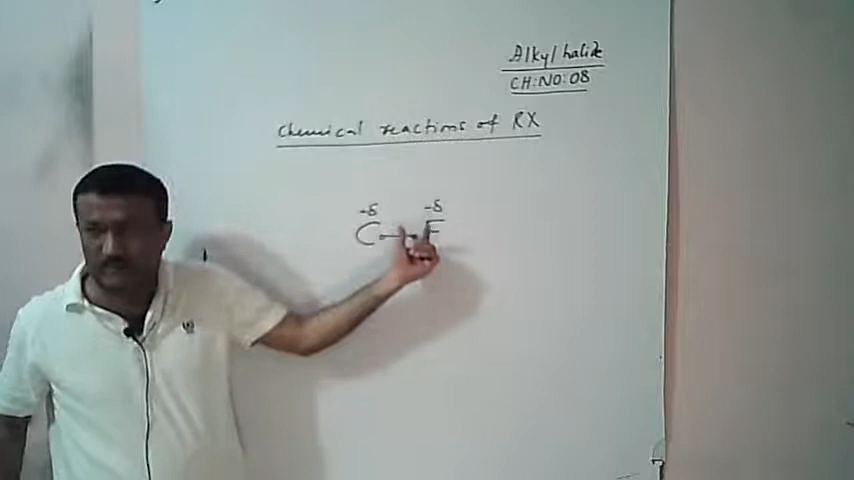 Alkyl halide
CH:NO:08
Chemical reactions of RX
-δ -δ
C F